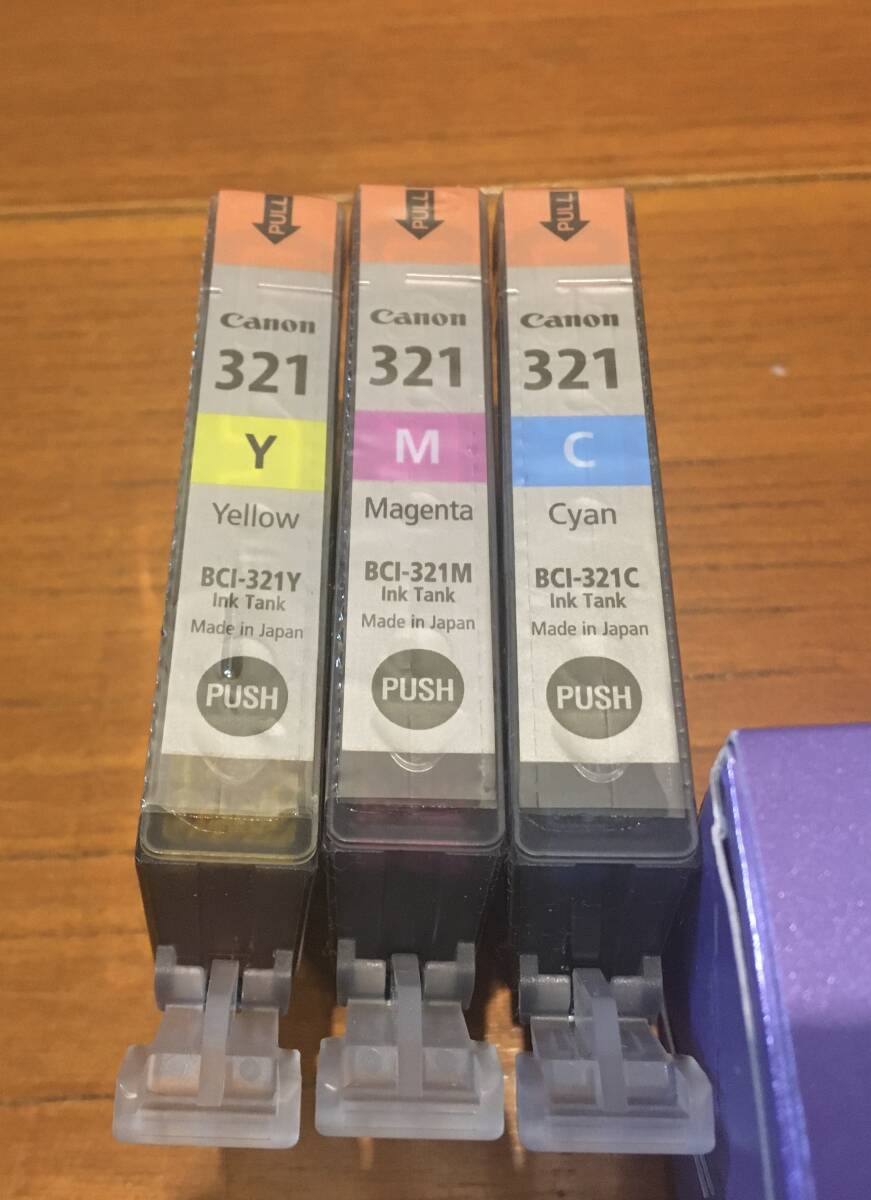 PULL
Canon
321
Y
Yellow
BCI-321Y
Ink Tank
Made in Japan
PUSH
PULL
Canon
321
M
Magenta
BCI-321M
Ink Tank
Made in Japan
PUSH
PULL
Canon
321
C
Cyan
BCI-321C
Ink Tank
Made in Japan
PUSH